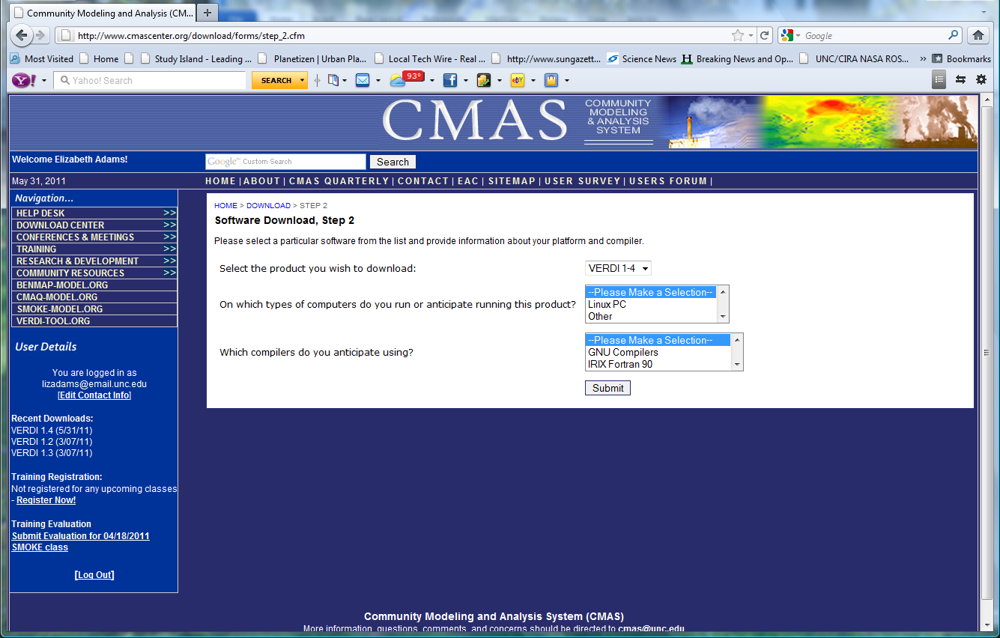 Community Modeling and Analysis (CM...
http://www.cmascenter.org/download/forms/step_2.cfm
Google
Most Visited
Home
Study Island - Leading ...
Planetizen | Urban Pla...
Local Tech Wire - Real ...
http://www.sungazett...
Science News
Breaking News and Op...
UNC/CIRA NASA ROS...
»
Bookmarks
Y!
Yahoo! Search
SEARCH
93°
CMAS
COMMUNITY
MODELING
& ANALYSIS
SYSTEM
Welcome Elizabeth Adams!
Google™ Custom Search
Search
May 31, 2011
HOME | ABOUT | CMAS QUARTERLY | CONTACT | EAC | SITEMAP | USER SURVEY | USERS FORUM |
Navigation...
HELP DESK >>
DOWNLOAD CENTER >>
CONFERENCES & MEETINGS >>
TRAINING >>
RESEARCH & DEVELOPMENT >>
COMMUNITY RESOURCES >>
BENMAP-MODEL.ORG
CMAQ-MODEL.ORG
SMOKE-MODEL.ORG
VERDI-TOOL.ORG
User Details
You are logged in as
lizadams@email.unc.edu
[Edit Contact Info]
Recent Downloads:
VERDI 1.4 (5/31/11)
VERDI 1.2 (3/07/11)
VERDI 1.3 (3/07/11)
Training Registration:
Not registered for any upcoming classes
- Register Now!
Training Evaluation
Submit Evaluation for 04/18/2011
SMOKE class
[Log Out]
HOME > DOWNLOAD > STEP 2
Software Download, Step 2
Please select a particular software from the list and provide information about your platform and compiler.
Select the product you wish to download:
VERDI 1-4
On which types of computers do you run or anticipate running this product?
--Please Make a Selection--
Linux PC
Other
Which compilers do you anticipate using?
--Please Make a Selection--
GNU Compilers
IRIX Fortran 90
Submit
Community Modeling and Analysis System (CMAS)
More information, questions, comments, and concerns should be directed to cmas@unc.edu